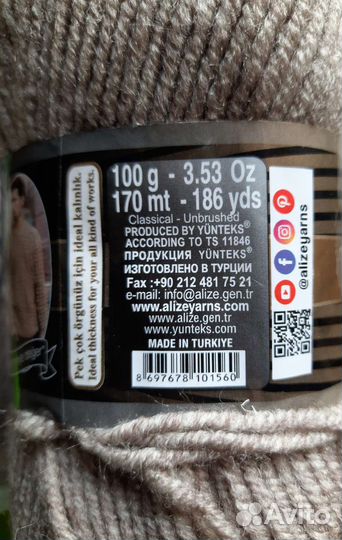 Pek çok örgünüz için ideal kalınlık.
Ideal thickness for your all kind of works.
100 g - 3.53 Oz
170 mt - 186 yds
Classical - Unbrushed
PRODUCED BY YÜNTEKS®
ACCORDING TO TS 11846
ПРОДУКЦИЯ YÜNTEKS®
ИЗГОТОВЛЕНО В ТУРЦИИ
Fax :+90 212 481 75 21
e-mail: info@alize.gen.tr
www.alizeyarns.com
www.alize.gen.tr
www.yunteks.com
MADE IN TURKIYE
8 697678 101560
@alizeyarns
Avito